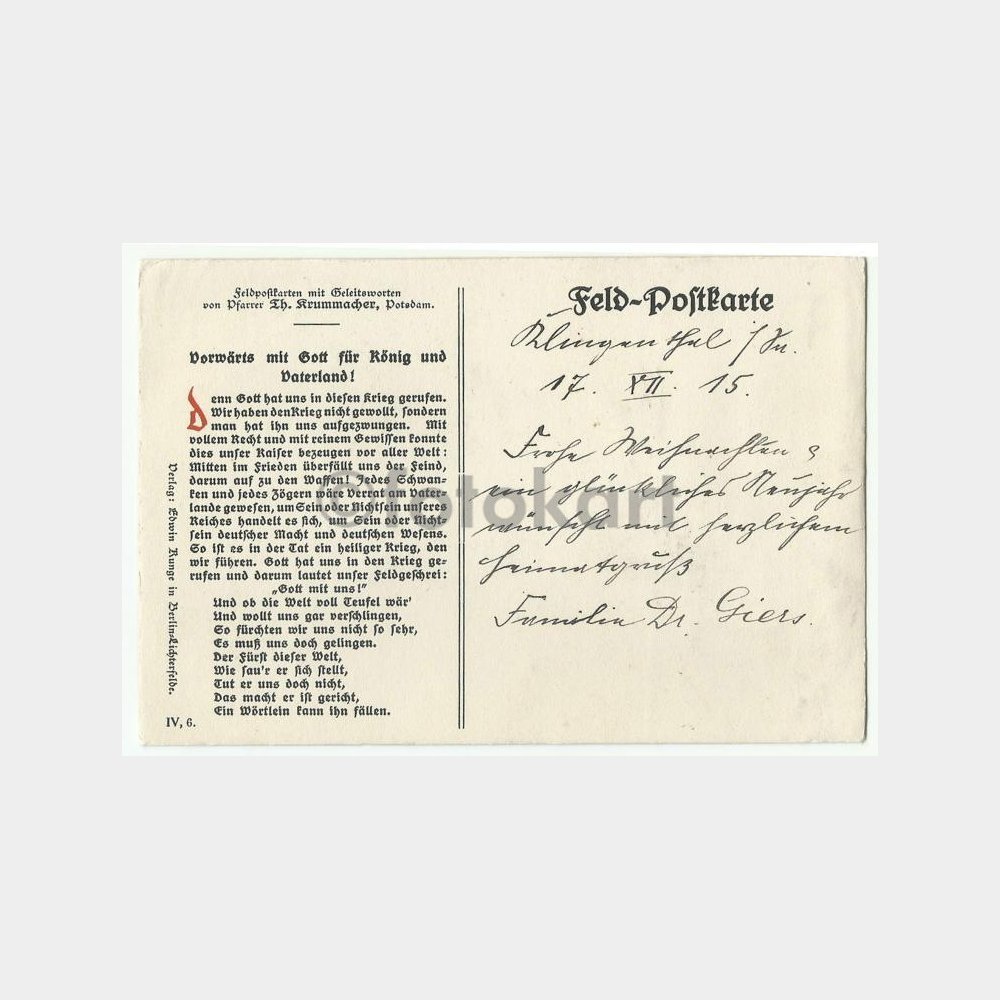 Feldpostkarten mit Geleitsworten
von Pfarrer Th. Krummacher, Potsdam.
Vorwärts mit Gott für König und
Vaterland!
Denn Gott hat uns in diesen Krieg gerufen.
Wir haben den Krieg nicht gewollt, sondern
man hat ihn uns aufgezwungen. Mit
vollem Recht und mit reinem Gewissen konnte
dies unser Kaiser bezeugen vor aller Welt:
Mitten im Frieden überfällt uns der Feind,
darum auf zu den Waffen! Jedes Schwan-
ken und jedes Zögern wäre Verrat am Vater-
lande gewesen, um Sein oder Nichtsein unseres
Reiches handelt es sich, um Sein oder Nicht-
sein deutscher Macht und deutschen Wesens.
So ist es in der Tat ein heiliger Krieg, den
wir führen. Gott hat uns in den Krieg ge-
rufen und darum lautet unser Feldgeschrei:
„Gott mit uns!"
Und ob die Welt voll Teufel wär'
Und wollt uns gar verschlingen,
So fürchten wir uns nicht so sehr,
Es muß uns doch gelingen.
Der Fürst dieser Welt,
Wie sau'r er sich stellt,
Tut er uns doch nicht,
Das macht er ist gericht,
Ein Wörtlein kann ihn fällen.
IV, 6.
Verlag: Edwin Runge in Berlin-Lichterfelde.
Feld-Postkarte
Klingenthal i/Sa.
17. XII. 15.
Frohe Weihnachten &
ein glückliches Neujahr
wünscht mit herzlichem
Heimatgruß
Familie Dr. Giers.
©fotokart